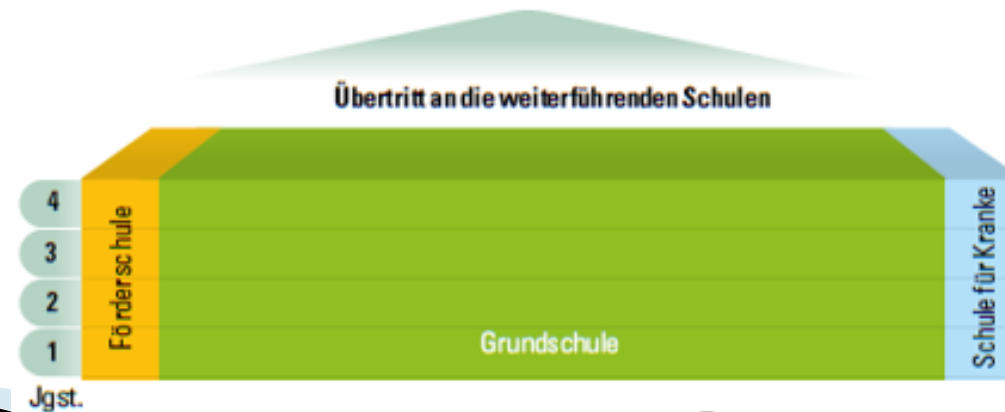 Übertritt an die weiterführenden Schulen
4
3
2
1
Jgst.
Förderschule
Grundschule
Schule für Kranke